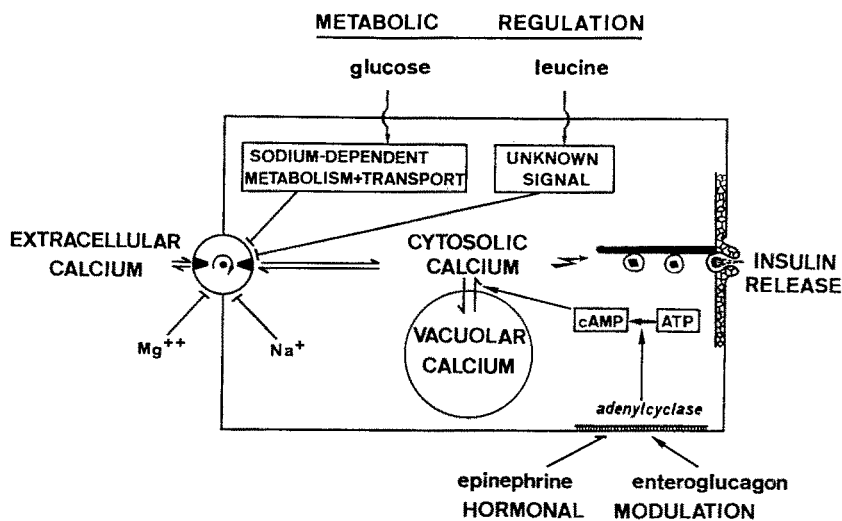 METABOLIC REGULATION
glucose leucine
SODIUM-DEPENDENT
METABOLISM+TRANSPORT
UNKNOWN
SIGNAL
EXTRACELLULAR
CALCIUM
CYTOSOLIC
CALCIUM
INSULIN
RELEASE
cAMP ATP
VACUOLAR
CALCIUM
Mg++ Na+
adenylcyclase
epinephrine enteroglucagon
HORMONAL MODULATION